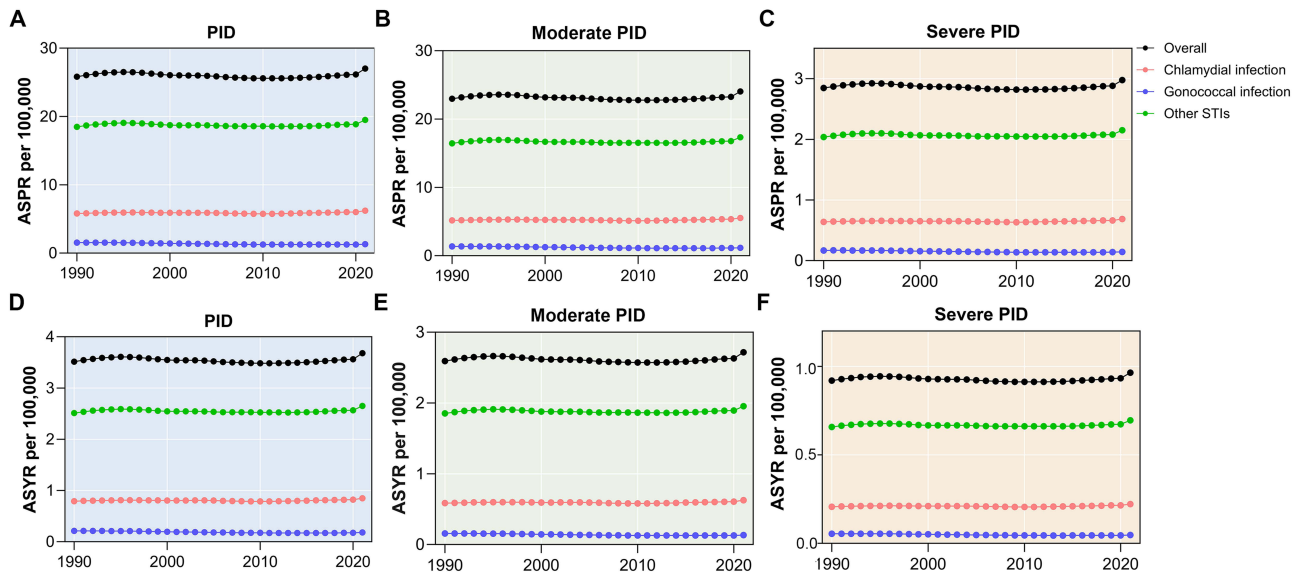 A
PID
ASPR per 100,000
30
20
10
0
1990
2000
2010
2020
B
Moderate PID
ASPR per 100,000
30
20
10
0
1990
2000
2010
2020
C
Severe PID
ASPR per 100,000
3
2
1
0
1990
2000
2010
2020
Overall
Chlamydial infection
Gonococcal infection
Other STIs
D
PID
ASYR per 100,000
4
3
2
1
0
1990
2000
2010
2020
E
Moderate PID
ASYR per 100,000
3
2
1
0
1990
2000
2010
2020
F
Severe PID
ASYR per 100,000
1.0
0.5
0.0
1990
2000
2010
2020